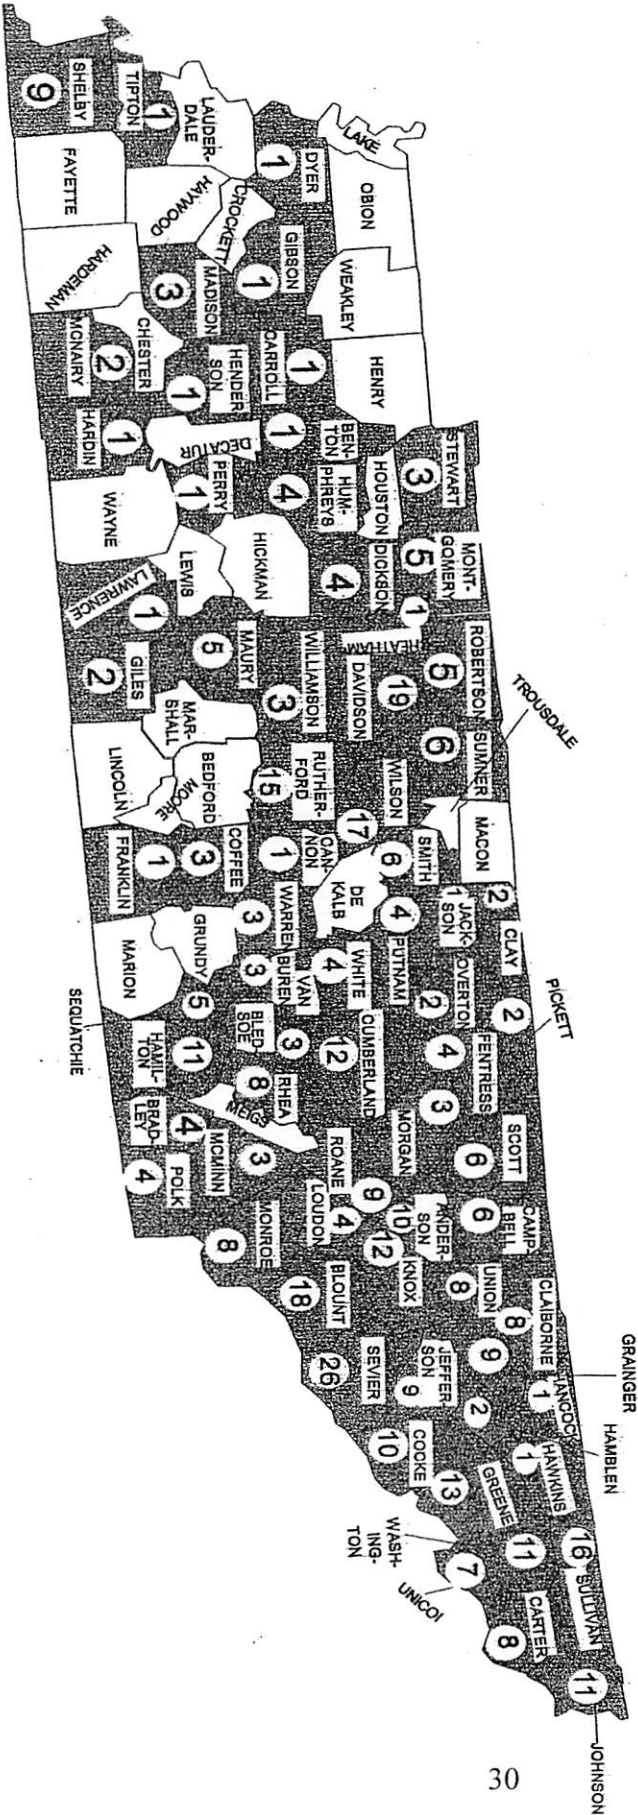 SHELBY
9
TIPTON
1
LAUDER-
DALE
FAYETTE
HAYWOOD
CROCKETT
DYER
1
LAKE
OBION
GIBSON
1
WEAKLEY
HARDEMAN
MADISON
3
CHESTER
MCNAIRY
2
HENDER
SON
1
CARROLL
1
HENRY
HARDIN
1
DECATUR
BEN-
TON
1
STEWART
3
HOUSTON
HUM-
PHREYS
4
PERRY
1
WAYNE
LEWIS
HICKMAN
DICKSON
4
MONT-
GOMERY
5
LAWRENCE
1
MAURY
5
GILES
2
WILLIAMSON
3
HEATHAM
1
DAVIDSON
19
ROBERTSON
5
SUMNER
6
TROUSDALE
MAR-
SHALL
BEDFORD
MOORE
LINCOLN
RUTHER-
FORD
15
WILSON
17
SMITH
6
MACON
CAN-
NON
1
COFFEE
3
FRANKLIN
1
DE
KALB
WARREN
3
GRUNDY
MARION
SEQUATCHIE
5
VAN
BUREN
3
WHITE
4
PUTNAM
4
JACK-
SON
1
CLAY
2
OVERTON
2
PICKETT
2
FENTRESS
4
CUMBERLAND
12
BLED-
SOE
3
RHEA
8
HAMIL-
TON
11
MEIGS
BRAD-
LEY
4
MCMINN
3
POLK
4
MONROE
8
ROANE
9
LOUDON
4
MORGAN
3
SCOTT
6
ANDER-
SON
10
CAMP-
BELL
6
KNOX
12
UNION
8
BLOUNT
18
CLAIBORNE
8
GRAINGER
9
SEVIER
26
JEFFER
SON
9
HAMBLEN
2
ANCOCK
1
COCKE
10
HAWKINS
1
GREENE
13
WASH-
ING-
TON
11
UNICOI
7
SULLIVAN
16
CARTER
8
JOHNSON
11
30